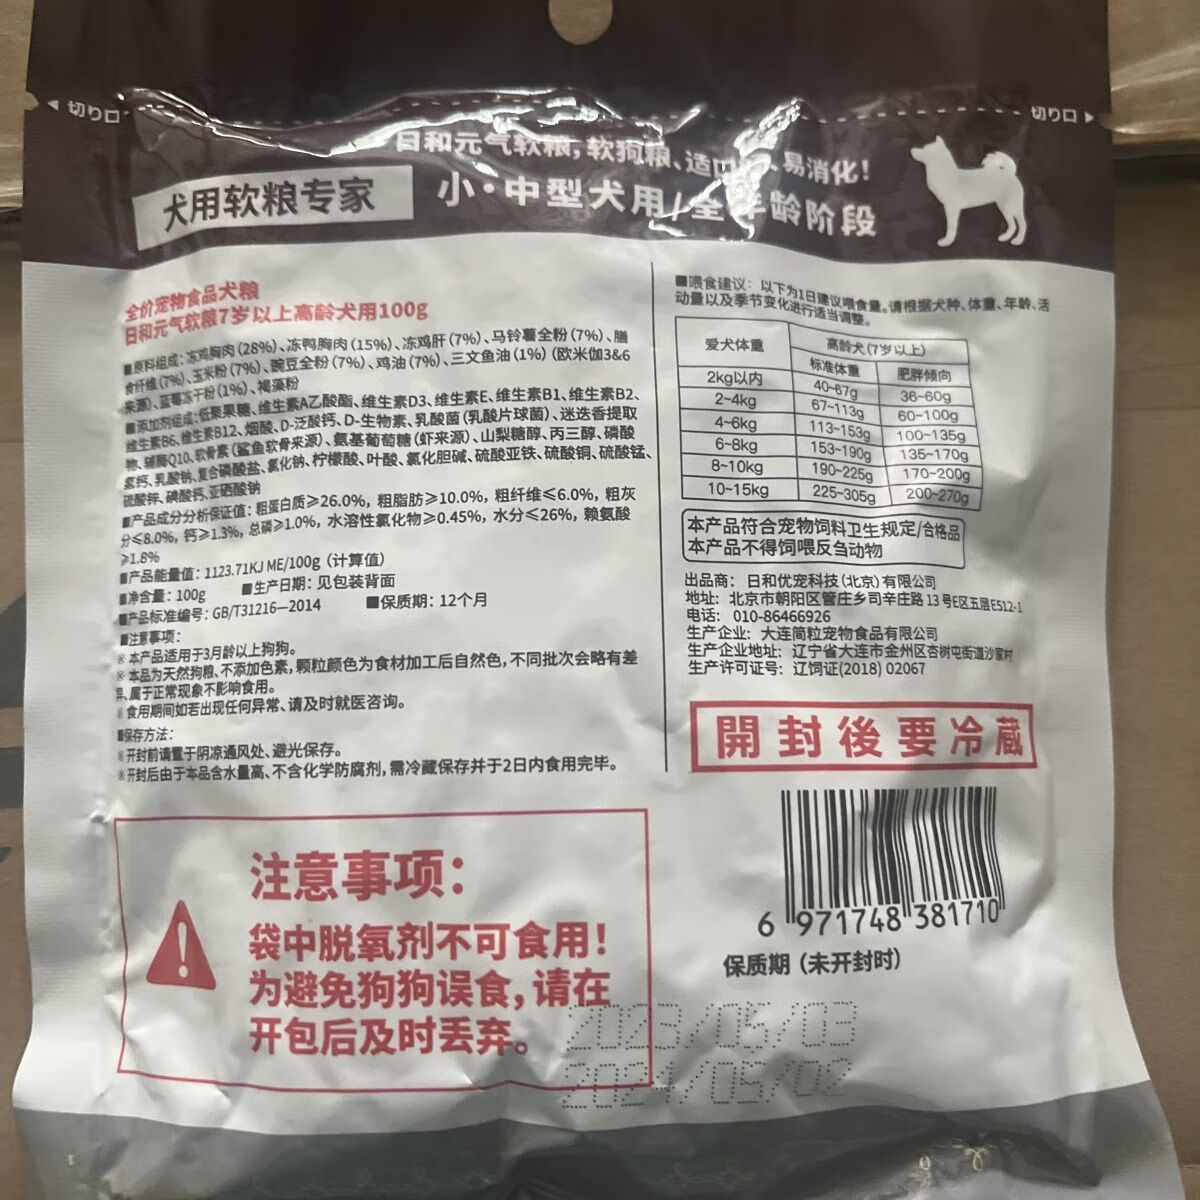 切り口
切り口
日和元气软粮,软狗粮、适口 易消化!
犬用软粮专家
小·中型犬用/全年龄阶段
全价宠物食品犬粮
日和元气软粮7岁以上高龄犬用100g
■原料组成:冻鸡胸肉(28%)、冻鸭胸肉(15%)、冻鸡肝(7%)、马铃薯全粉(7%)、膳
食纤维(7%)、玉米粉(7%)、豌豆全粉(7%)、鸡油(7%)、三文鱼油(1%)(欧米伽3&6
来源)、蓝莓冻干粉(1%)、褐藻粉
■添加剂组成:低聚果糖、维生素A乙酸酯、维生素D3、维生素E、维生素B1、维生素B2、
维生素B6、维生素B12、烟酸、D-泛酸钙、D-生物素、乳酸菌(乳酸片球菌)、迷迭香提取
物、辅酶Q10、软骨素(鲨鱼软骨来源)、氨基葡萄糖(虾来源)、山梨糖醇、丙三醇、磷酸
氢钙、乳酸钠、复合磷酸盐、氯化钠、柠檬酸、叶酸、氯化胆碱、硫酸亚铁、硫酸铜、硫酸锰、
硫酸锌、碘酸钙、亚硒酸钠
■产品成分分析保证值:粗蛋白质≥26.0%,粗脂肪≥10.0%,粗纤维≤6.0%,粗灰
分≤8.0%,钙≥1.3%,总磷≥1.0%,水溶性氯化物≥0.45%,水分≤26%,赖氨酸
≥1.8%
■产品能量值:1123.71KJ ME/100g(计算值)
■净含量:100g ■生产日期:见包装背面
■产品标准编号:GB/T31216—2014 ■保质期:12个月
■注意事项:
※本产品适用于3月龄以上狗狗。
※本品为天然狗粮、不添加色素,颗粒颜色为食材加工后自然色,不同批次会略有差
异、属于正常现象不影响食用。
※食用期间如若出现任何异常、请及时就医咨询。
■保存方法:
※开封前请置于阴凉通风处、避光保存。
※开封后由于本品含水量高、不含化学防腐剂,需冷藏保存并于2日内食用完毕。
■喂食建议:以下为1日建议喂食量。请根据犬种、体重、年龄、活
动量以及季节变化进行适当调整。
爱犬体重 高龄犬(7岁以上)
标准体重 肥胖倾向
2kg以内 40~67g 36~60g
2~4kg 67~113g 60~100g
4~6kg 113~153g 100~135g
6~8kg 153~190g 135~170g
8~10kg 190~225g 170~200g
10~15kg 225~305g 200~270g
本产品符合宠物饲料卫生规定/合格品
本产品不得饲喂反刍动物
出品商: 日和优宠科技(北京)有限公司
地址: 北京市朝阳区管庄乡司辛庄路13号E区五层E512-1
电话: 010-86466926
生产企业: 大连简粒宠物食品有限公司
生产企业地址: 辽宁省大连市金州区杏树屯街道沙家村
生产许可证号: 辽饲证(2018) 02067
開封後要冷蔵
6 971748 381710
保质期(未开封时)
注意事项:
袋中脱氧剂不可食用!
为避免狗狗误食,请在
开包后及时丢弃。
2023/05/03
2024/05/02